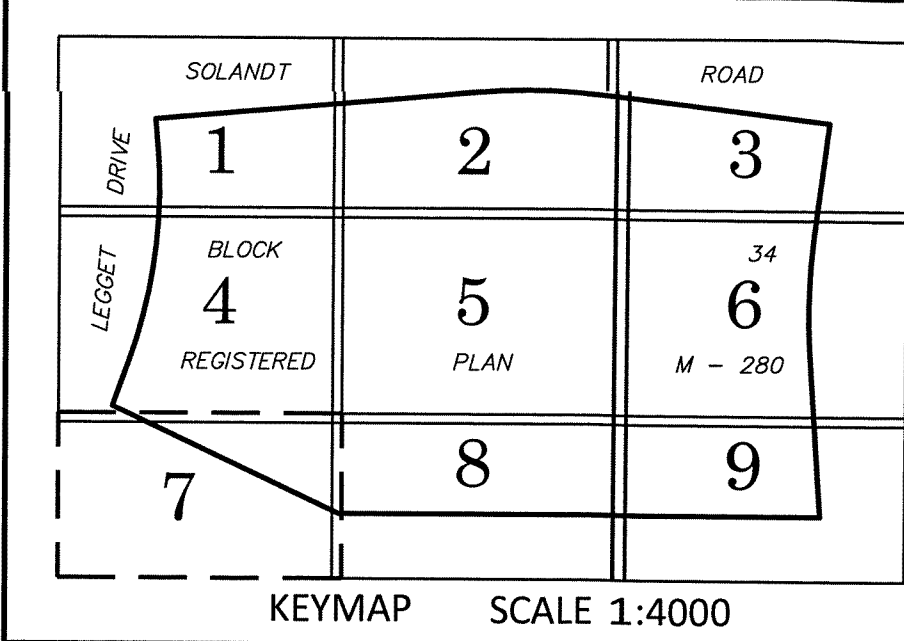 SOLANDT ROAD
DRIVE
1 2 3
LEGGET
BLOCK 34
4 5 6
REGISTERED PLAN M - 280
7 8 9
KEYMAP SCALE 1:4000